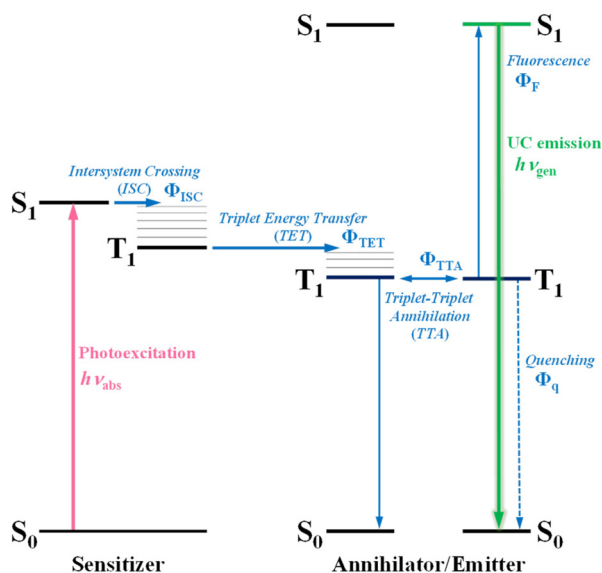 S1
S1
Fluorescence
ΦF
UC emission
hνgen
Intersystem Crossing
(ISC)
ΦISC
S1
Triplet Energy Transfer
(TET)
ΦTET
T1
ΦTTA
T1
T1
Triplet-Triplet
Annihilation
(TTA)
Photoexcitation
hνabs
Quenching
Φq
S0
S0
S0
Sensitizer
Annihilator/Emitter